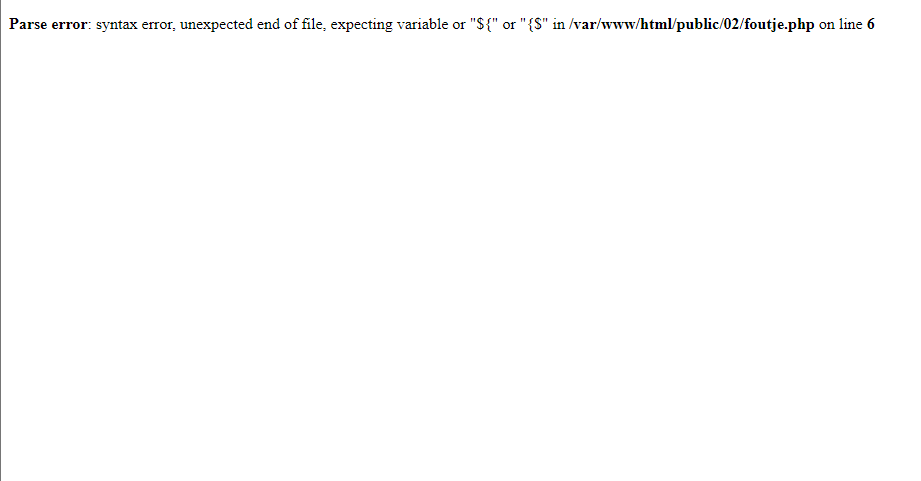 Parse error: syntax error, unexpected end of file, expecting variable or "${" or "{$" in /var/www/html/public/02/foutje.php on line 6